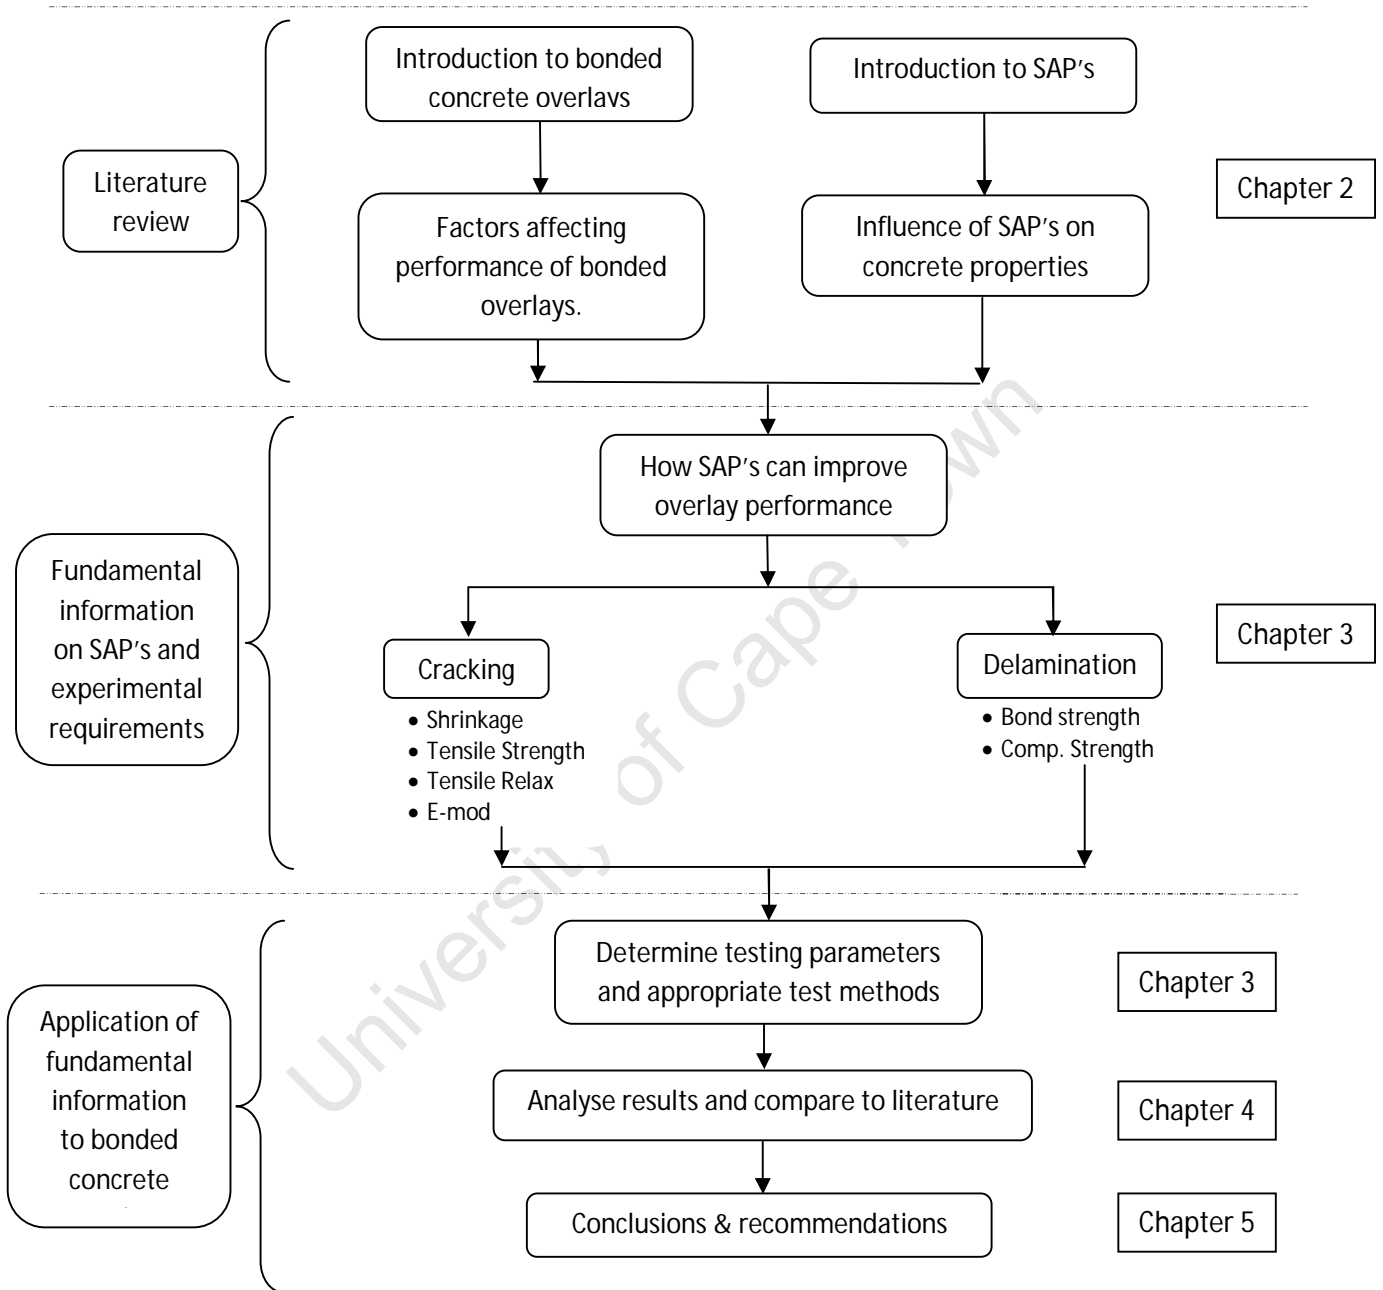 Introduction to bonded
concrete overlays
Introduction to SAP's
Literature
review
Chapter 2
Factors affecting
performance of bonded
overlays.
Influence of SAP's on
concrete properties
How SAP's can improve
overlay performance
Fundamental
information
on SAP's and
experimental
requirements
Chapter 3
Cracking
• Shrinkage
• Tensile Strength
• Tensile Relax
• E-mod
Delamination
• Bond strength
• Comp. Strength
Determine testing parameters
and appropriate test methods
Chapter 3
Application of
fundamental
information
to bonded
concrete
Analyse results and compare to literature
Chapter 4
Conclusions & recommendations
Chapter 5
University of Cape Town